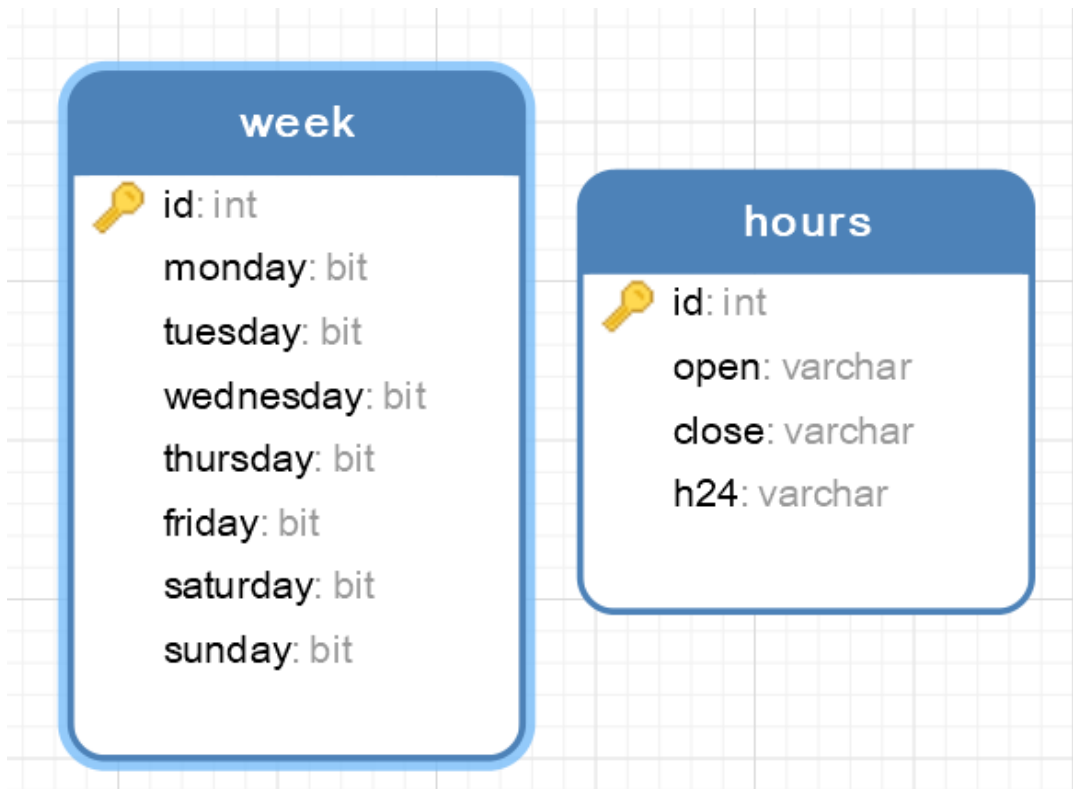 week
id: int
monday: bit
tuesday: bit
wednesday: bit
thursday: bit
friday: bit
saturday: bit
sunday: bit
hours
id: int
open: varchar
close: varchar
h24: varchar